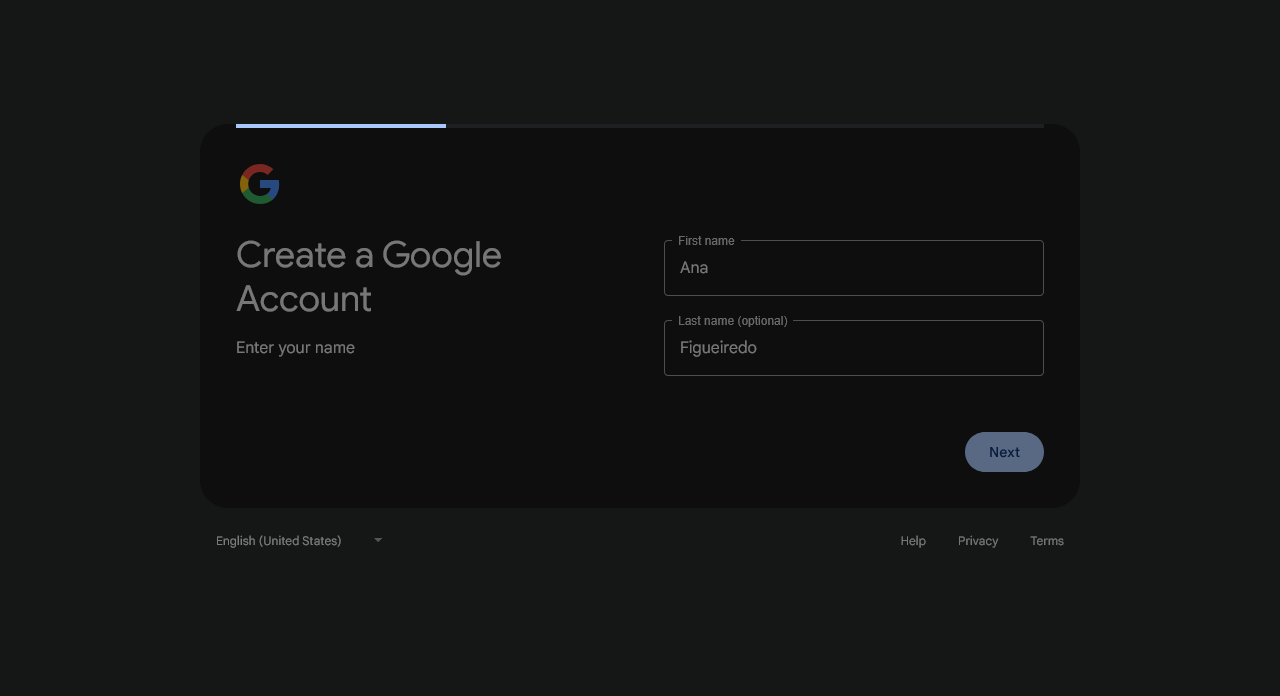 Create a Google
Account
Enter your name
First name
Ana
Last name (optional)
Figueiredo
Next
English (United States)
Help
Privacy
Terms